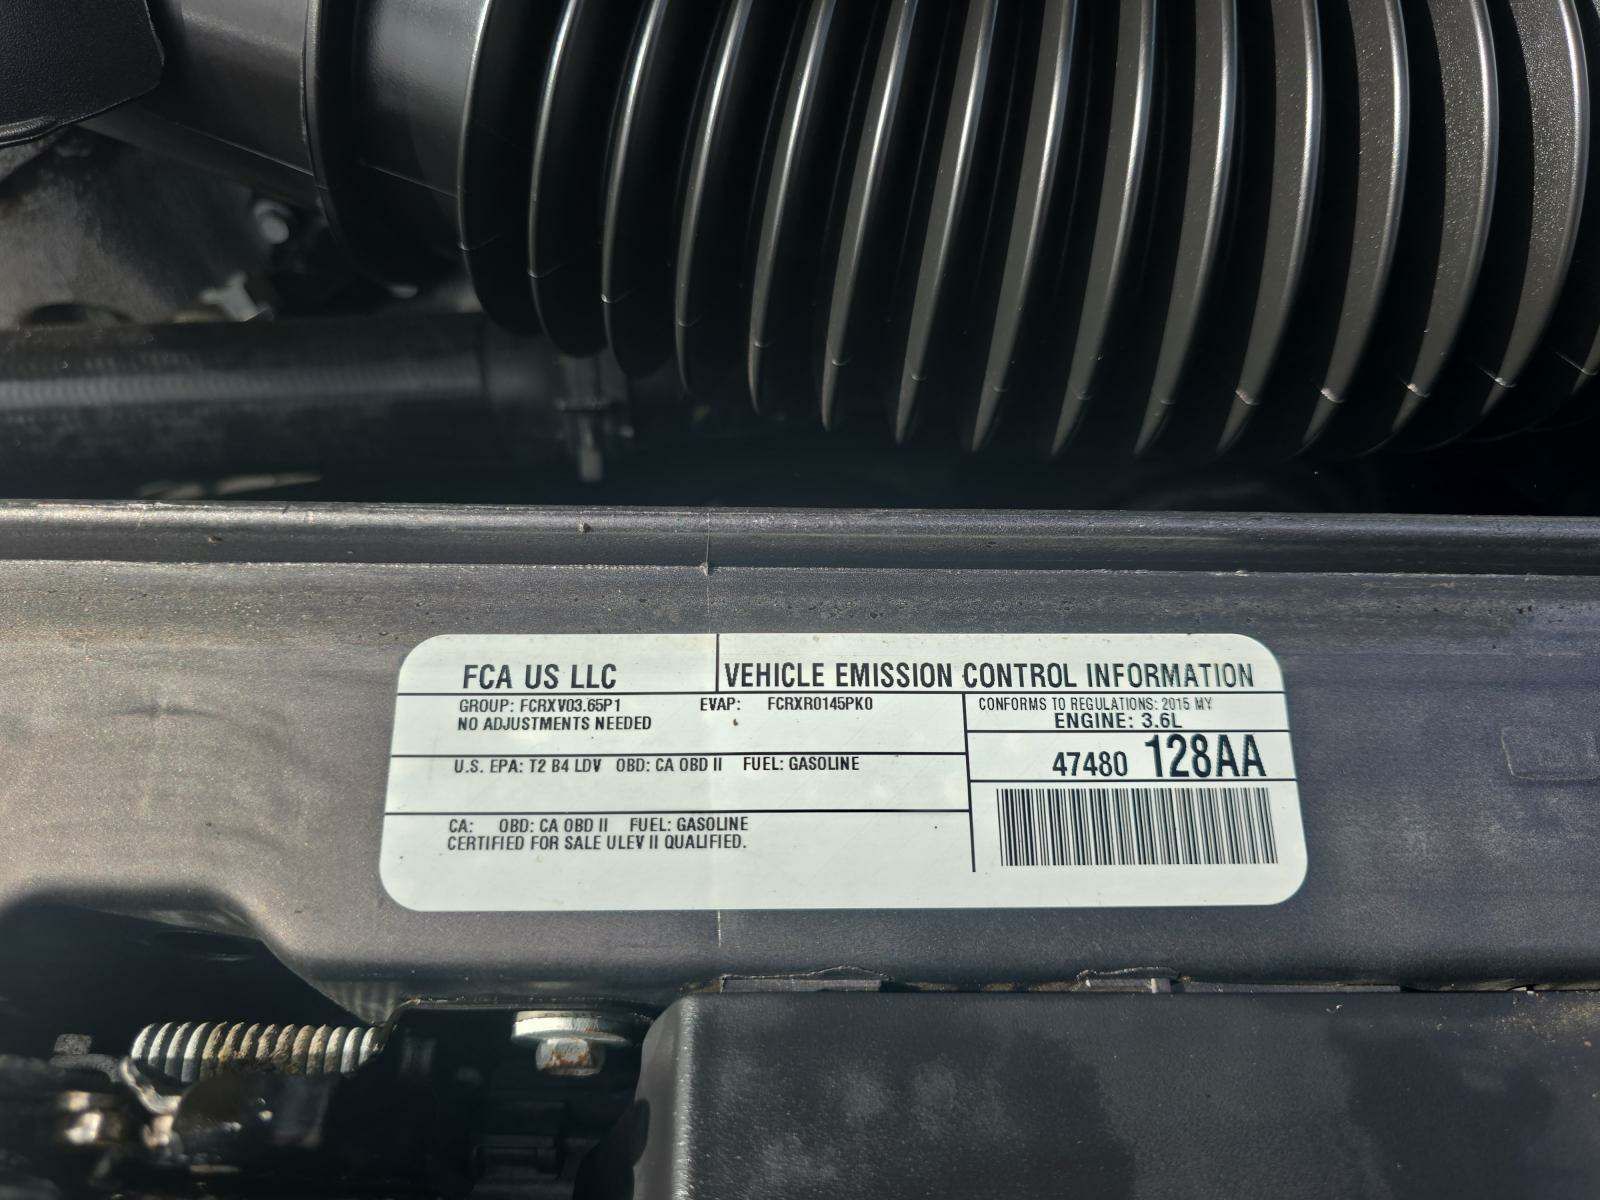 FCA US LLC
VEHICLE EMISSION CONTROL INFORMATION
GROUP: FCRXV03.65P1 EVAP: FCRXR0145PK0
NO ADJUSTMENTS NEEDED
CONFORMS TO REGULATIONS: 2015 MY
ENGINE: 3.6L
U.S. EPA: T2 B4 LDV OBD: CA OBD II FUEL: GASOLINE
47480 128AA
CA: OBD: CA OBD II FUEL: GASOLINE
CERTIFIED FOR SALE ULEV II QUALIFIED.